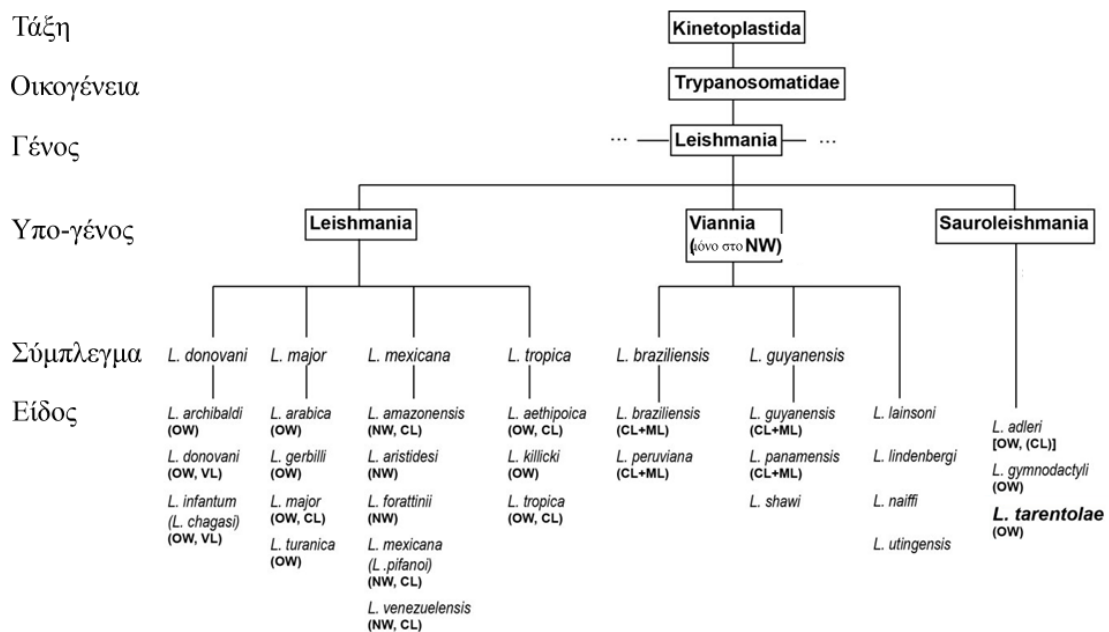 Τάξη
Kinetoplastida
Οικογένεια
Trypanosomatidae
Γένος
... Leishmania ...
Υπο-γένος
Leishmania
Viannia
(μόνο στο NW)
Sauroleishmania
Σύμπλεγμα
L. donovani
L. major
L. mexicana
L. tropica
L. braziliensis
L. guyanensis
Είδος
L. archibaldi
(OW)
L. donovani
(OW, VL)
L. infantum
(L. chagasi)
(OW, VL)
L. arabica
(OW)
L. gerbilli
(OW)
L. major
(OW, CL)
L. turanica
(OW)
L. amazonensis
(NW, CL)
L. aristidesi
(NW)
L. forattinii
(NW)
L. mexicana
(L .pifanoi)
(NW, CL)
L. venezuelensis
(NW, CL)
L. aethipoica
(OW, CL)
L. killicki
(OW)
L. tropica
(OW, CL)
L. braziliensis
(CL+ML)
L. peruviana
(CL+ML)
L. guyanensis
(CL+ML)
L. panamensis
(CL+ML)
L. shawi
L. lainsoni
L. lindenbergi
L. naiffi
L. utingensis
L. adleri
[OW, (CL)]
L. gymnodactyli
(OW)
L. tarentolae
(OW)